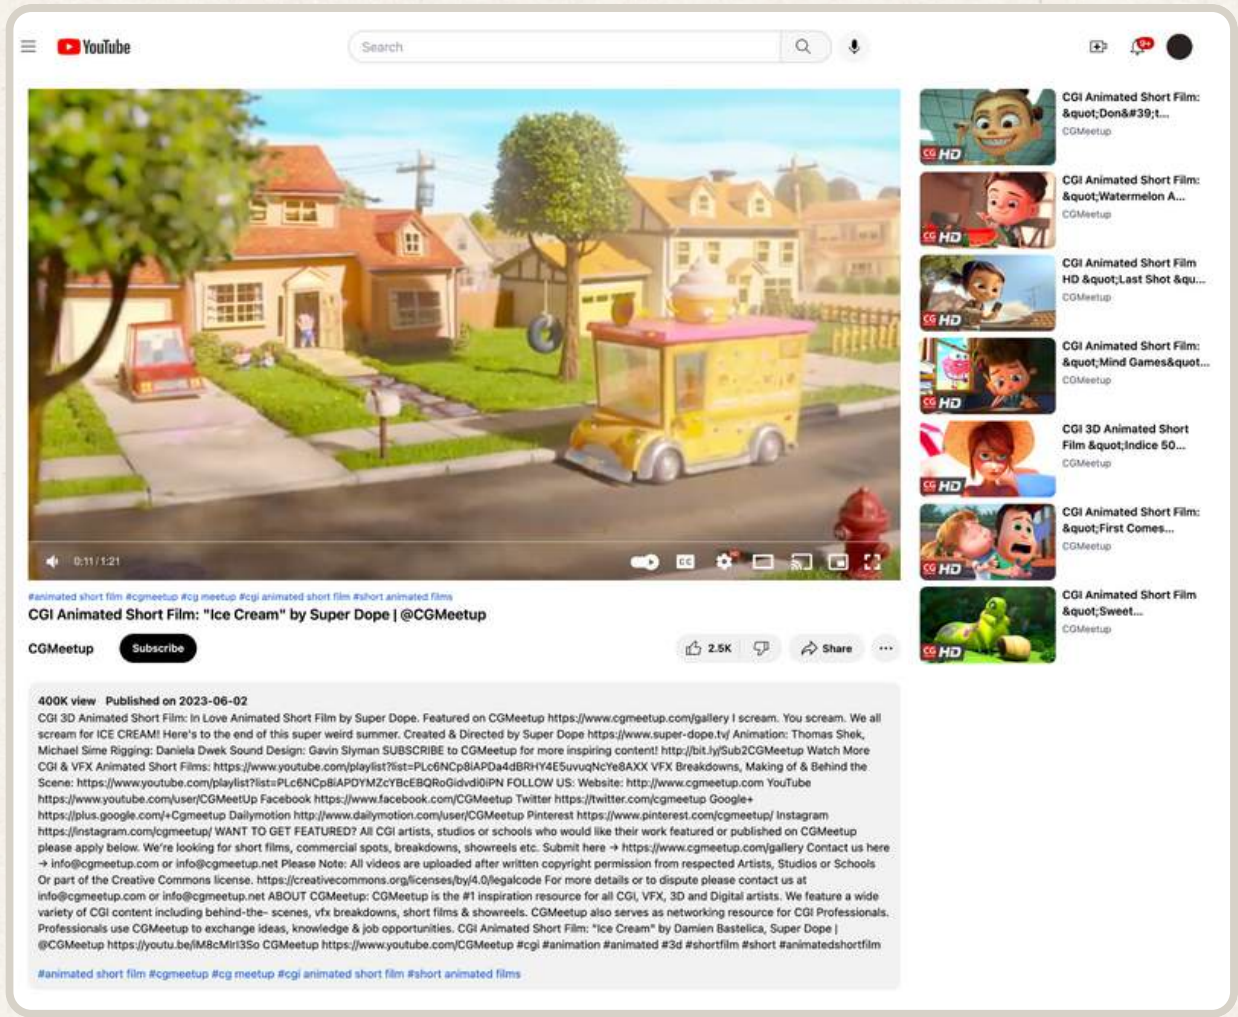 YouTube
Search
9+
0:11 / 1:21
CC
#animated short film #cgmeetup #cg meetup #cgi animated short film #short animated films
CGI Animated Short Film: "Ice Cream" by Super Dope | @CGMeetup
CGMeetup
Subscribe
2.5K
Share
400K view Published on 2023-06-02
CGI 3D Animated Short Film: In Love Animated Short Film by Super Dope. Featured on CGMeetup https://www.cgmeetup.com/gallery I scream. You scream. We all
scream for ICE CREAM! Here's to the end of this super weird summer. Created & Directed by Super Dope https://www.super-dope.tv/ Animation: Thomas Shek,
Michael Sime Rigging: Daniela Dwek Sound Design: Gavin Slyman SUBSCRIBE to CGMeetup for more inspiring content! http://bit.ly/Sub2CGMeetup Watch More
CGI & VFX Animated Short Films: https://www.youtube.com/playlist?list=PLc6NCp8iAPDa4dBRHY4E5uvuqNcYe8AXX VFX Breakdowns, Making of & Behind the
Scene: https://www.youtube.com/playlist?list=PLc6NCp8iAPDYMZcYBcEBQRoGidvdi0iPN FOLLOW US: Website: http://www.cgmeetup.com YouTube
https://www.youtube.com/user/CGMeetUp Facebook https://www.facebook.com/CGMeetup Twitter https://twitter.com/cgmeetup Google+
https://plus.google.com/+Cgmeetup Dailymotion http://www.dailymotion.com/user/CGMeetup Pinterest https://www.pinterest.com/cgmeetup/ Instagram
https://instagram.com/cgmeetup/ WANT TO GET FEATURED? All CGI artists, studios or schools who would like their work featured or published on CGMeetup
please apply below. We're looking for short films, commercial spots, breakdowns, showreels etc. Submit here → https://www.cgmeetup.com/gallery Contact us here
→ info@cgmeetup.com or info@cgmeetup.net Please Note: All videos are uploaded after written copyright permission from respected Artists, Studios or Schools
Or part of the Creative Commons license. https://creativecommons.org/licenses/by/4.0/legalcode For more details or to dispute please contact us at
info@cgmeetup.com or info@cgmeetup.net ABOUT CGMeetup: CGMeetup is the #1 inspiration resource for all CGI, VFX, 3D and Digital artists. We feature a wide
variety of CGI content including behind-the- scenes, vfx breakdowns, short films & showreels. CGMeetup also serves as networking resource for CGI Professionals.
Professionals use CGMeetup to exchange ideas, knowledge & job opportunities. CGI Animated Short Film: "Ice Cream" by Damien Bastelica, Super Dope |
@CGMeetup https://youtu.be/iM8cMlrI3So CGMeetup https://www.youtube.com/CGMeetup #cgi #animation #animated #3d #shortfilm #short #animatedshortfilm
#animated short film #cgmeetup #cg meetup #cgi animated short film #short animated films
CG HD
CGI Animated Short Film:
&quot;Don&#39;t...
CGMeetup
CG HD
CGI Animated Short Film:
&quot;Watermelon A...
CGMeetup
CG HD
CGI Animated Short Film
HD &quot;Last Shot &qu...
CGMeetup
CG HD
CGI Animated Short Film:
&quot;Mind Games&quot...
CGMeetup
CG HD
CGI 3D Animated Short
Film &quot;Indice 50...
CGMeetup
CG HD
CGI Animated Short Film:
&quot;First Comes...
CGMeetup
CG HD
CGI Animated Short Film
&quot;Sweet...
CGMeetup